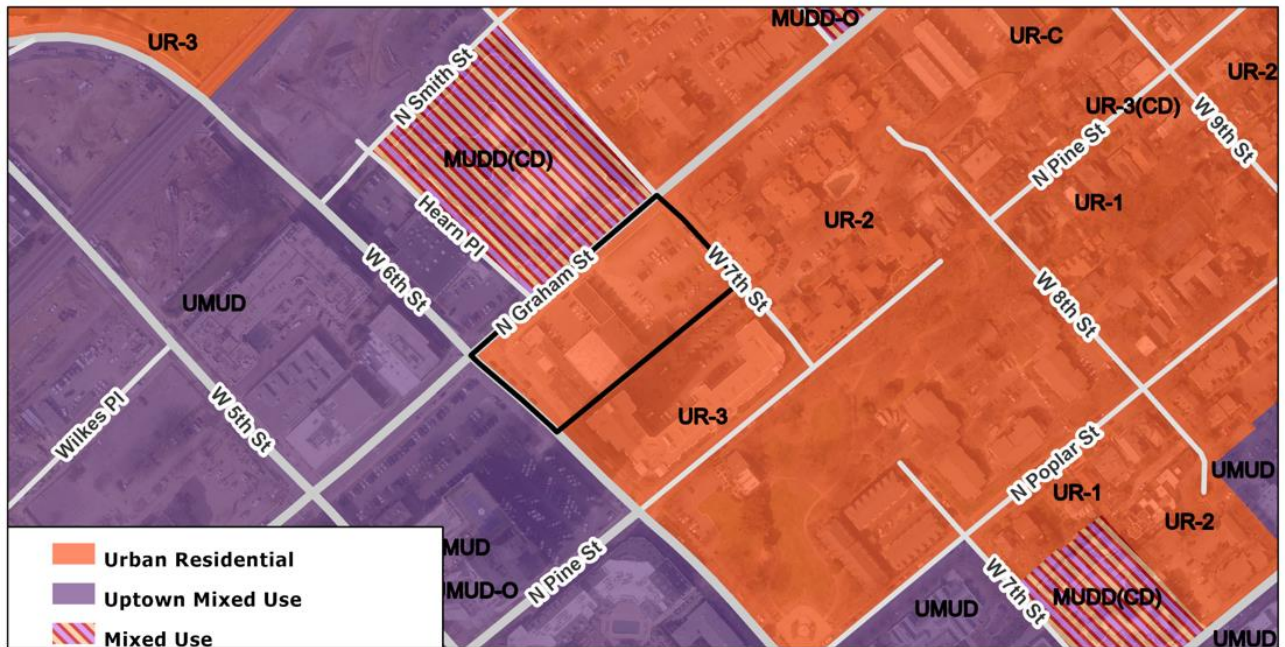 MUDD-O
UR-3
UR-C
UR-2
N Smith St
UR-3(CD)
W 9th St
N Pine St
MUDD(CD)
UR-1
Hearn Pl
UR-2
N Graham St
W 7th St
W 6th St
W 8th St
UMUD
Wilkes Pl
W 5th St
UR-3
N Poplar St
UMUD
UR-1
UR-2
MUD
MUD-O
N Pine St
W 7th St
MUDD(CD)
UMUD
UMUD
Urban Residential
Uptown Mixed Use
Mixed Use